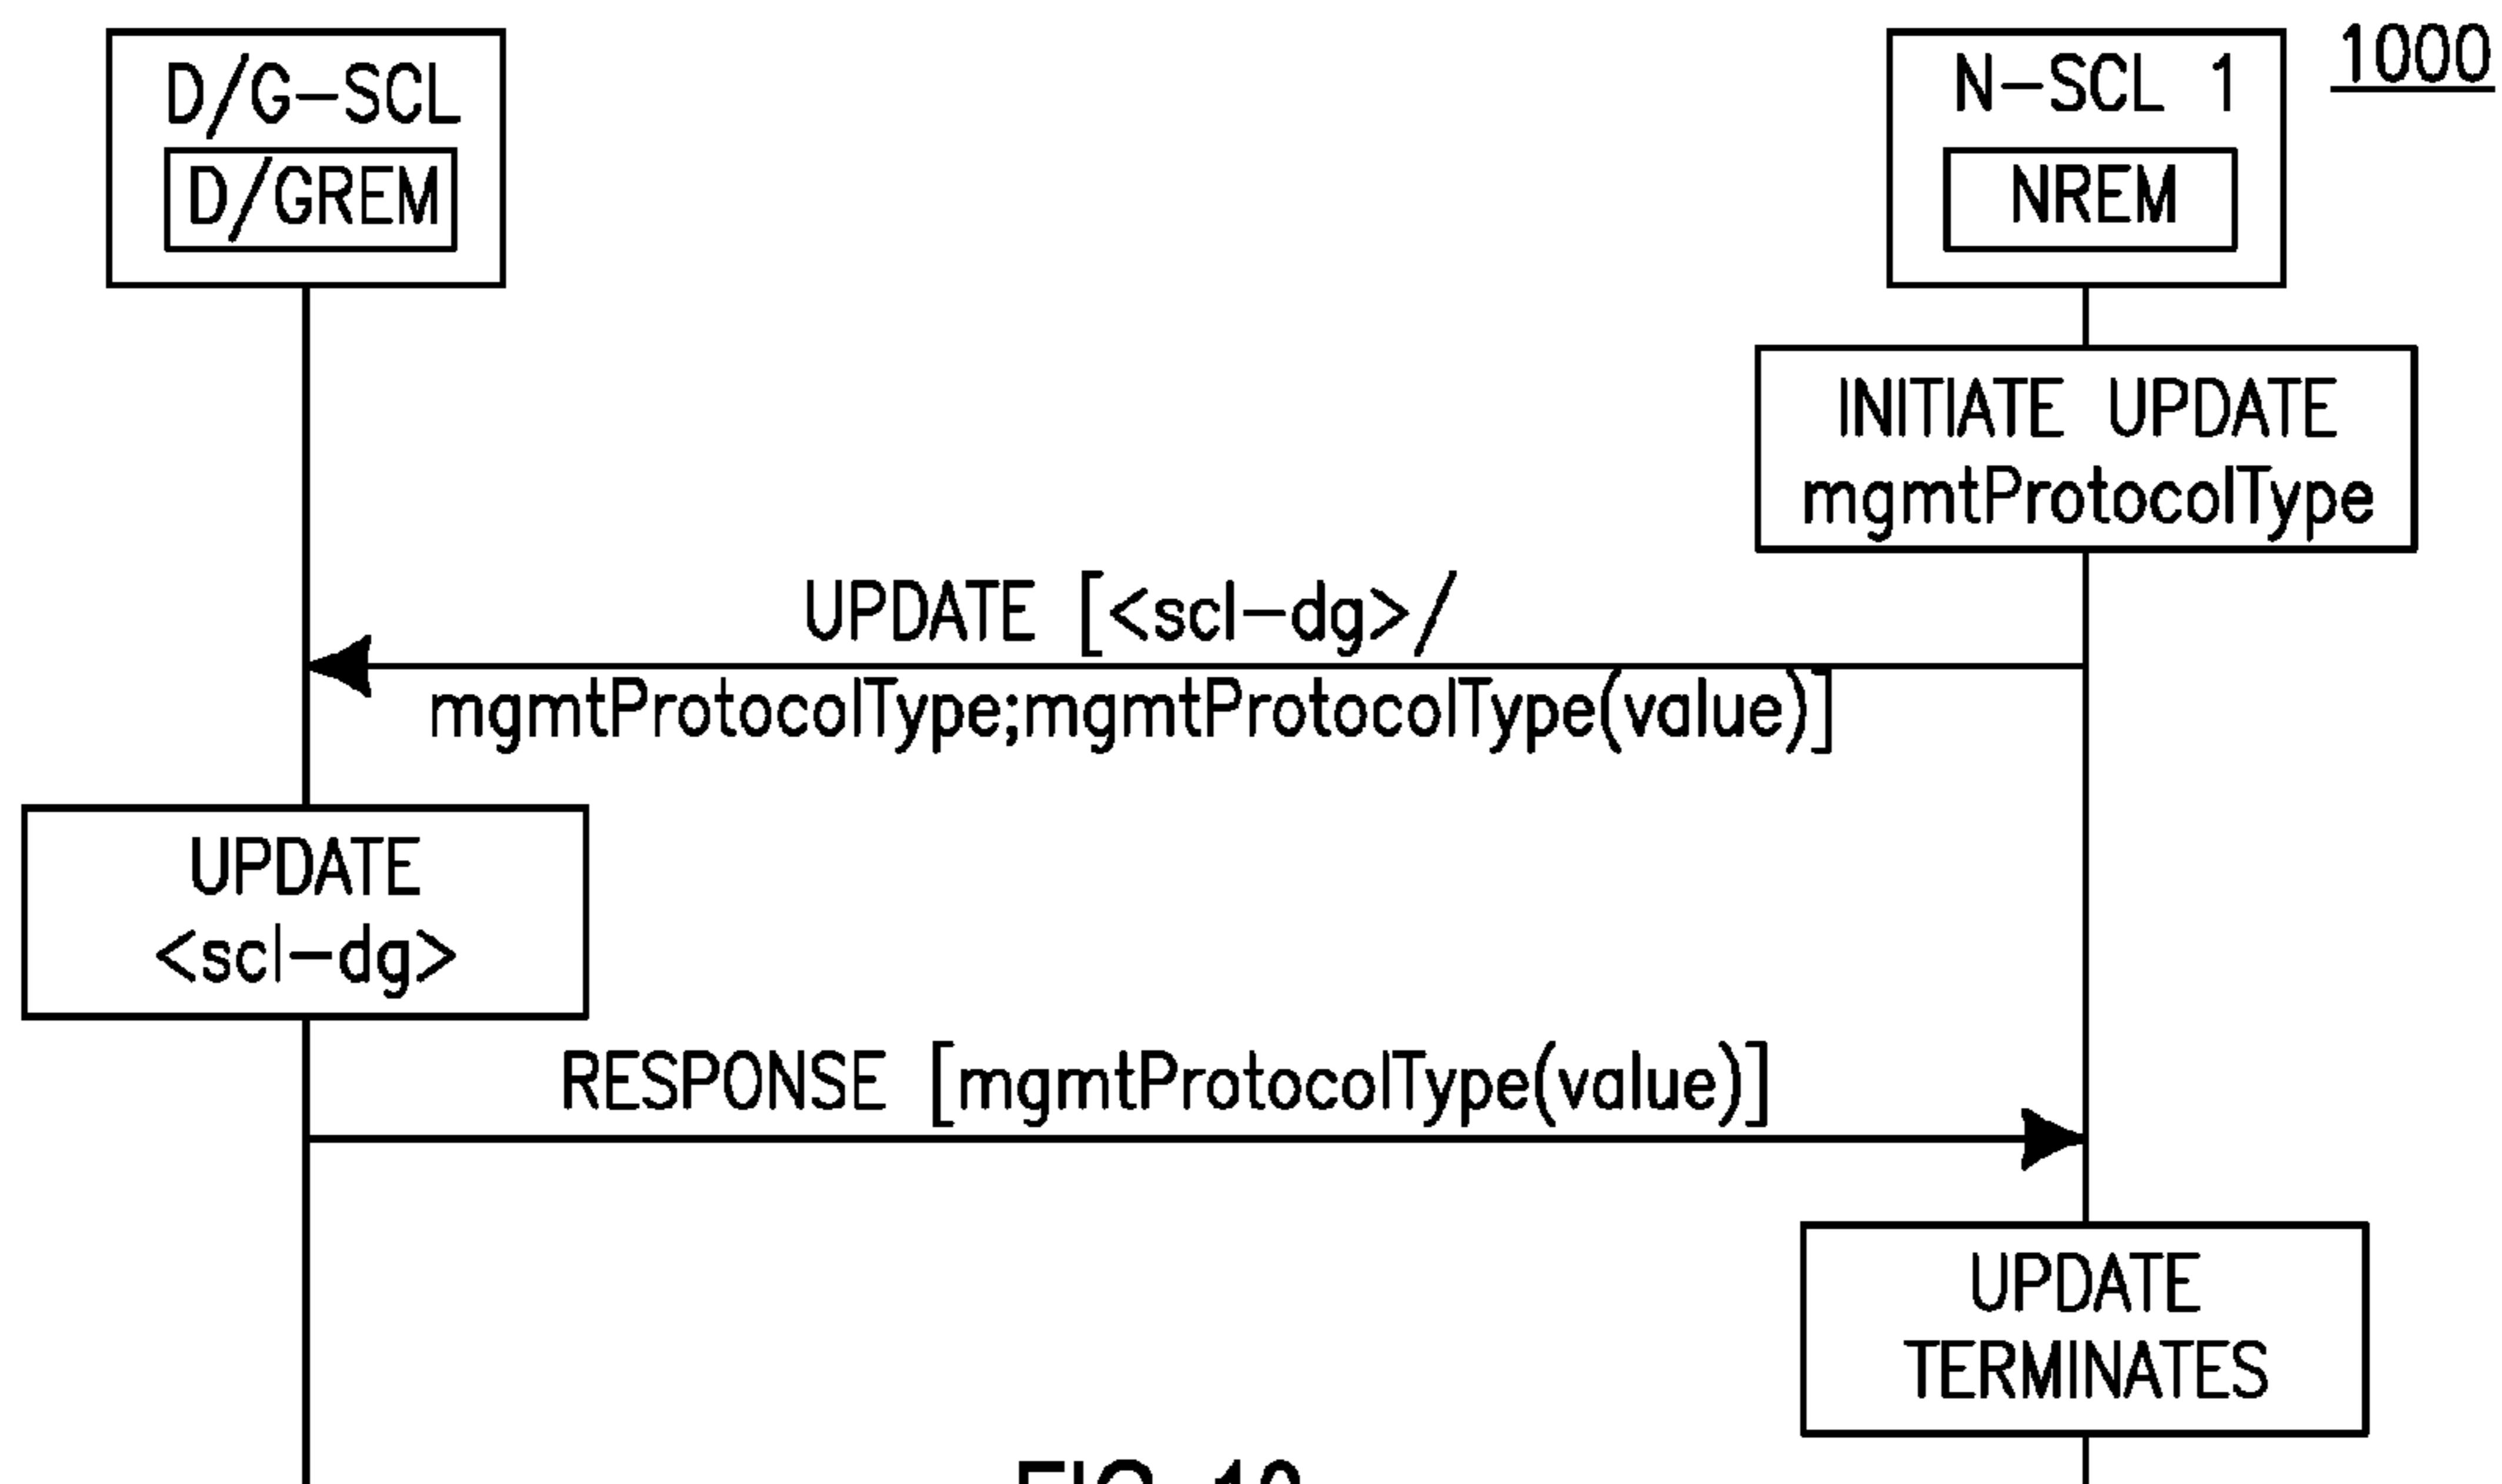 1000
D/G-SCL
D/GREM
N-SCL 1
NREM
INITIATE UPDATE
mgmtProtocolType
UPDATE [<scl-dg>/
mgmtProtocolType;mgmtProtocolType(value)]
UPDATE
<scl-dg>
RESPONSE [mgmtProtocolType(value)]
UPDATE
TERMINATES